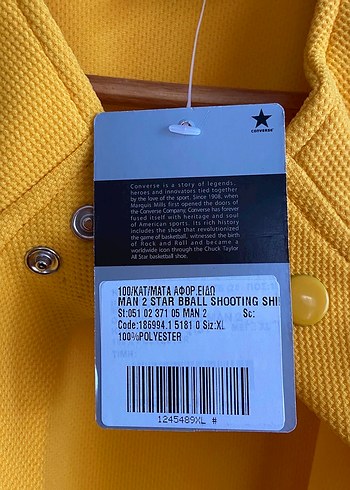 CONVERSE
Converse is a story of legends,
heroes and innovators tied together
by the love of the sport. Since 1908, when
Marquis Mills first opened the doors of
the Converse Company, Converse has forever
fused itself with heritage and soul
of American sports. Its rich history
includes the shoe that revolutionized
the game of basketball, witnessed the birth
of Rock and Roll and became a
worldwide icon through the Chuck Taylor
All Star basketball shoe.
100/ΚΑΤ/ΜΑΤΑ ΑΦΟΡ.ΕΙΔΩ
MAN 2 STAR BBALL SHOOTING SHI
St:051 02 371 05 MAN 2 Sc:
Code:186994.1 5181 0 Siz:XL
100%POLYESTER
1245489XL #